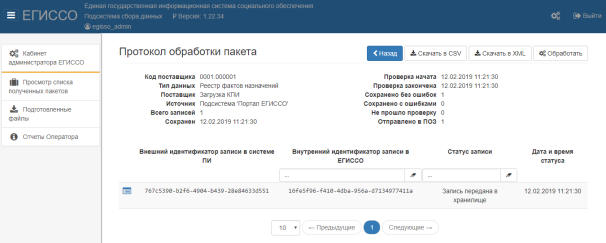 ЕГИССО
Единая государственная информационная система социального обеспечения
Подсистема сбора данных Версия: 1.22.34
egisso_admin
Выйти
Кабинет администратора ЕГИССО
Просмотр списка полученных пакетов
Подготовленные файлы
Отчеты Оператора
Протокол обработки пакета
Назад
Скачать в CSV
Скачать в XML
Обработать
Код поставщика 0001.000001
Тип данных Реестр фактов назначений
Поставщик Загрузка КПИ
Источник Подсистема 'Портал ЕГИССО'
Всего записей 1
Сохранен 12.02.2019 11:21:30
Проверка начата 12.02.2019 11:21:30
Проверка закончена 12.02.2019 11:21:30
Сохранено без ошибок 1
Сохранено с ошибками 0
Не прошло проверку 0
Отправлено в ПОЗ 1
Внешний идентификатор записи в системе ПИ
Внутренний идентификатор записи в ЕГИССО
Статус записи
Дата и время статуса
...
...
767c5390-b2f6-4904-b439-28e84633d551
16fe5f96-f410-4dba-956a-d7134977411a
Запись передана в хранилище
12.02.2019 11:21:30
10
← Предыдущие
1
Следующие →